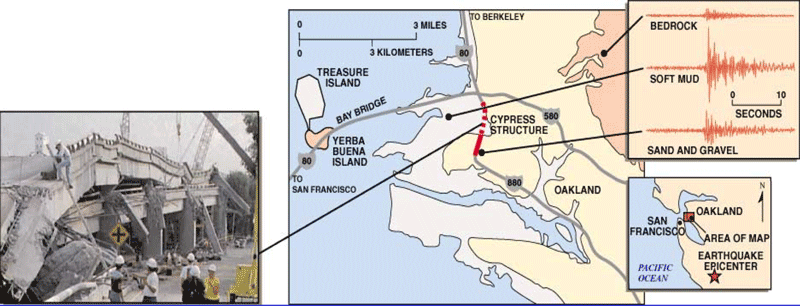 0 3 MILES
3 KILOMETERS
TO BERKELEY
80
TREASURE
ISLAND
BAY BRIDGE
YERBA
BUENA
ISLAND
80
TO
SAN FRANCISCO
CYPRESS
STRUCTURE
580
880
OAKLAND
BEDROCK
SOFT MUD
0 10
SECONDS
SAND AND GRAVEL
N
SAN
FRANCISCO
OAKLAND
AREA OF MAP
EARTHQUAKE
EPICENTER
PACIFIC
OCEAN